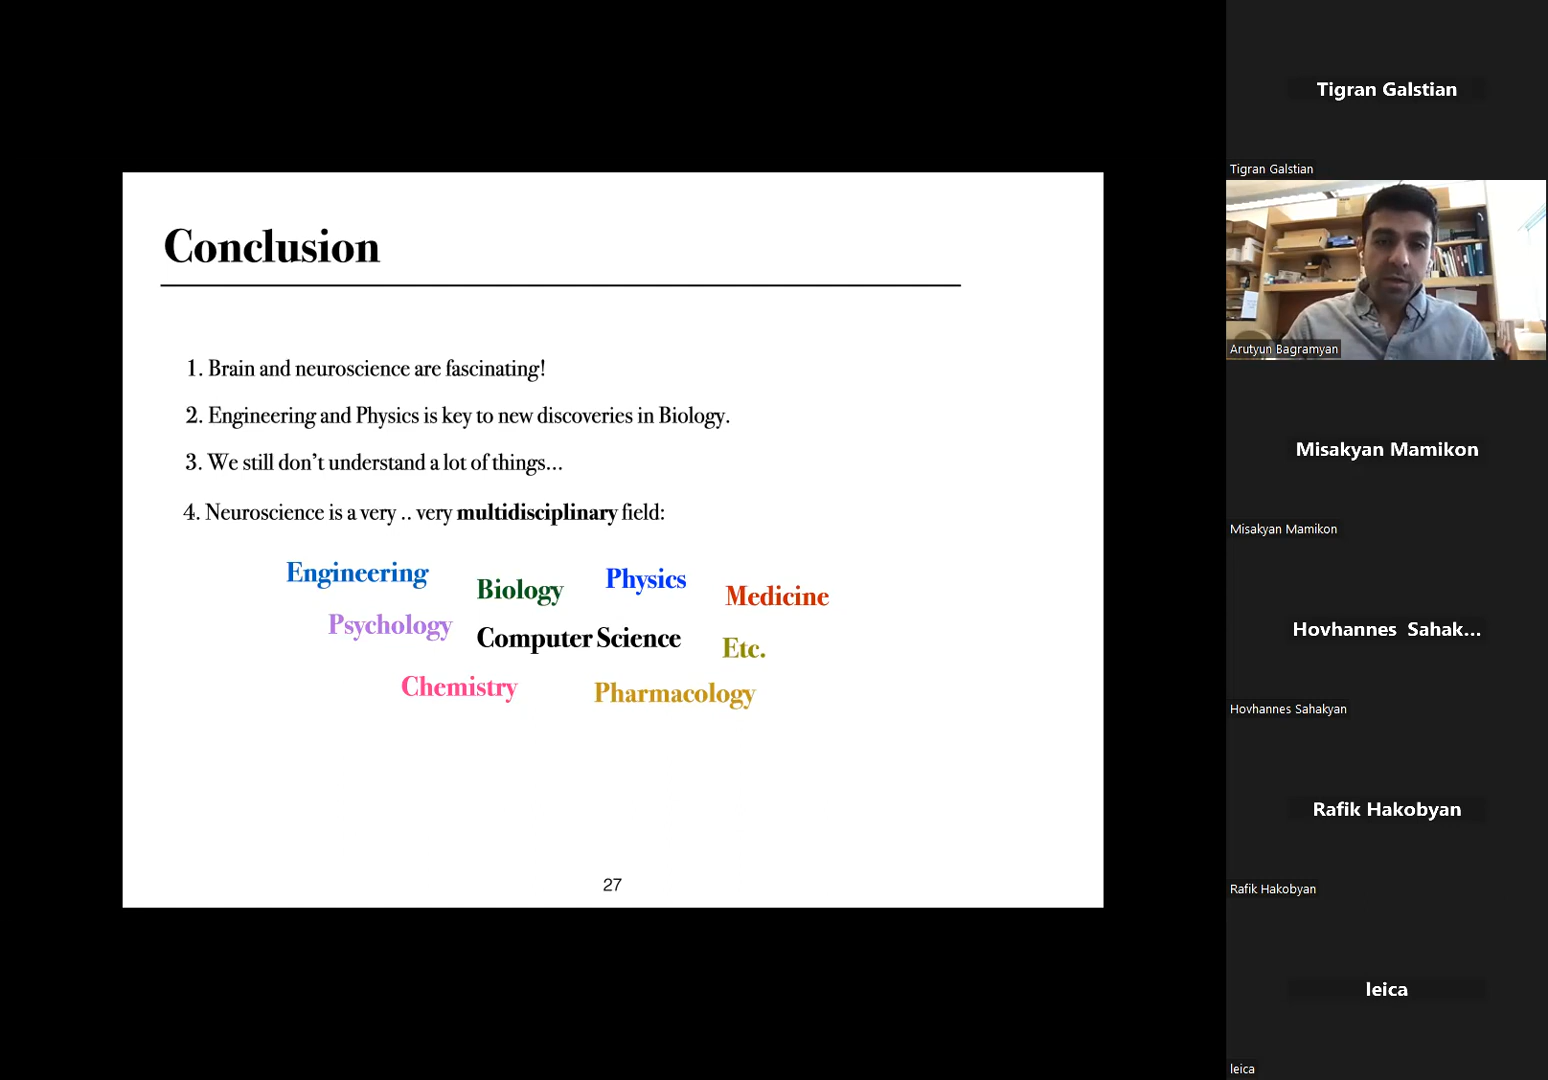 Conclusion
1. Brain and neuroscience are fascinating!
2. Engineering and Physics is key to new discoveries in Biology.
3. We still don’t understand a lot of things...
4. Neuroscience is a very .. very multidisciplinary field:
Engineering
Biology
Physics
Medicine
Psychology
Computer Science
Etc.
Chemistry
Pharmacology
27
Tigran Galstian
Tigran Galstian
Arutyun Bagramyan
Misakyan Mamikon
Misakyan Mamikon
Hovhannes Sahak...
Hovhannes Sahakyan
Rafik Hakobyan
Rafik Hakobyan
leica
leica